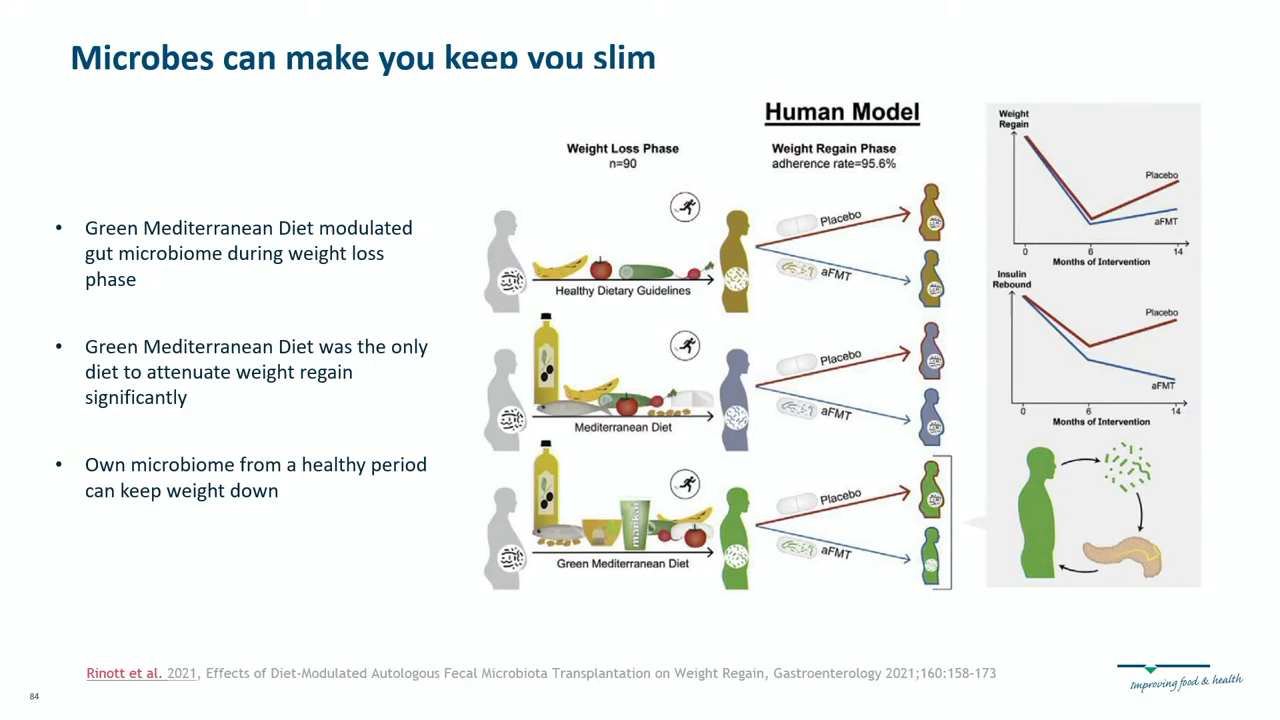 Microbes can make you keep you slim
• Green Mediterranean Diet modulated
gut microbiome during weight loss
phase
• Green Mediterranean Diet was the only
diet to attenuate weight regain
significantly
• Own microbiome from a healthy period
can keep weight down
Human Model
Weight Loss Phase
n=90
Weight Regain Phase
adherence rate=95.6%
Placebo
aFMT
Healthy Dietary Guidelines
Placebo
aFMT
Mediterranean Diet
mankai
Placebo
aFMT
Green Mediterranean Diet
Weight
Regain
Placebo
aFMT
0 6 14
Months of Intervention
Insulin
Rebound
Placebo
aFMT
0 6 14
Months of Intervention
Rinott et al. 2021, Effects of Diet-Modulated Autologous Fecal Microbiota Transplantation on Weight Regain, Gastroenterology 2021;160:158-173
84
Improving food & health